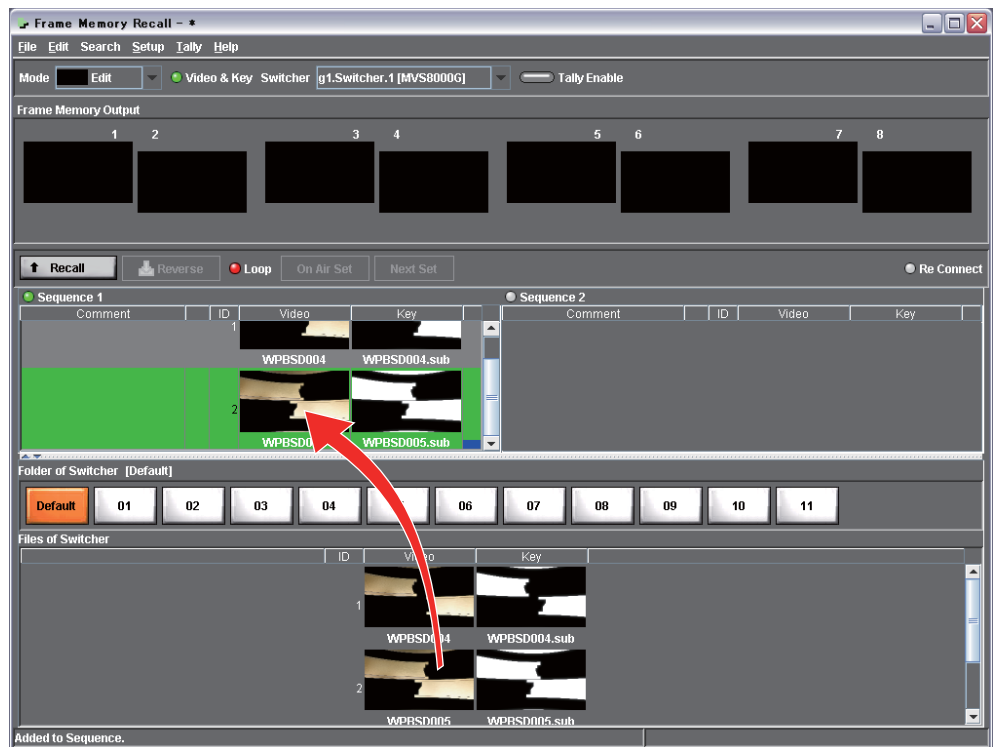 Frame Memory Recall - *
File Edit Search Setup Tally Help
Mode Edit Video & Key Switcher g1.Switcher.1 [MVS8000G] Tally Enable
Frame Memory Output
1 2 3 4 5 6 7 8
Recall Reverse Loop On Air Set Next Set Re Connect
Sequence 1 Sequence 2
Comment ID Video Key Comment ID Video Key
1
WPBSD004 WPBSD004.sub
2
WPBSD0 WPBSD005.sub
Folder of Switcher [Default]
Default 01 02 03 04 06 07 08 09 10 11
Files of Switcher
ID Video Key
1
WPBSD004 WPBSD004.sub
2
WPBSD005 WPBSD005.sub
Added to Sequence.